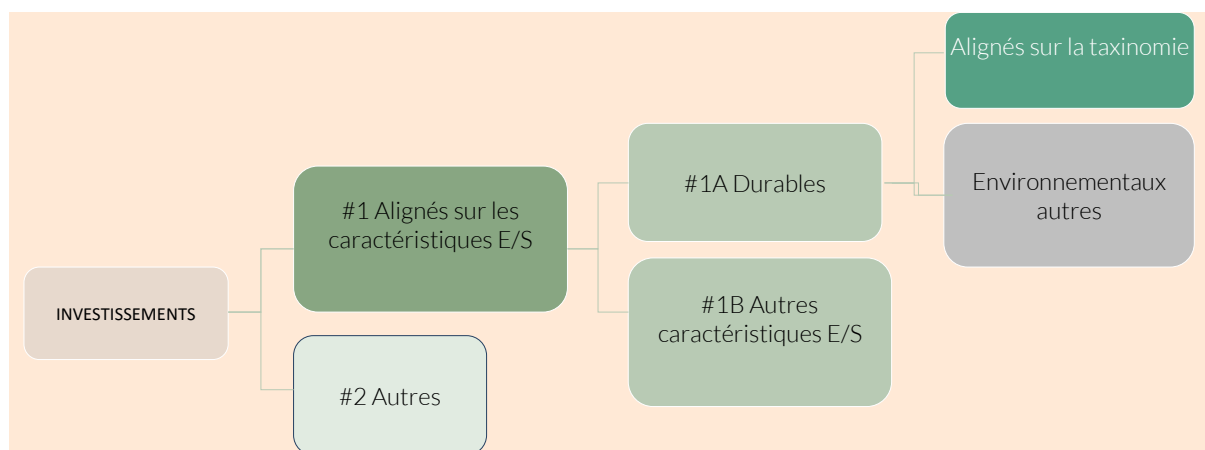 INVESTISSEMENTS
#1 Alignés sur les
caractéristiques E/S
#2 Autres
#1A Durables
#1B Autres
caractéristiques E/S
Alignés sur la taxinomie
Environnementaux
autres